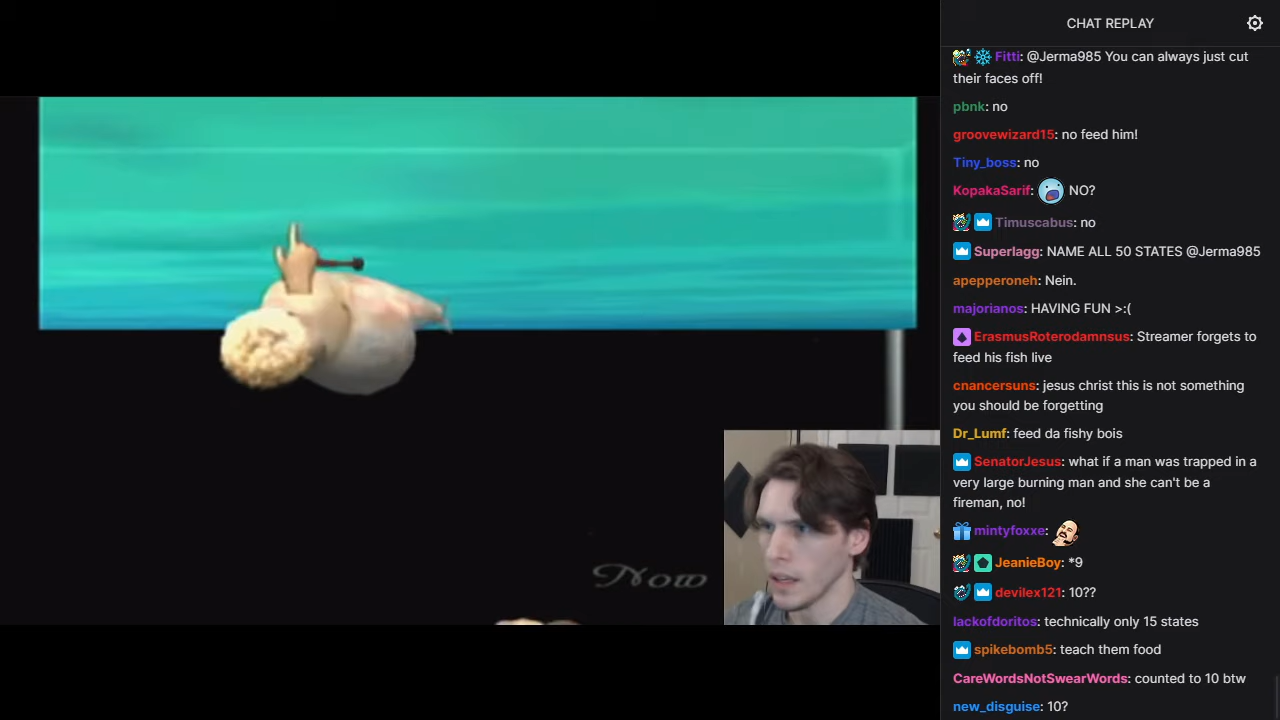 CHAT REPLAY
Fitti: @Jerma985 You can always just cut
their faces off!
pbnk: no
groovewizard15: no feed him!
Tiny_boss: no
KopakaSarif: NO?
Timuscabus: no
Superlagg: NAME ALL 50 STATES @Jerma985
apepperoneh: Nein.
majorianos: HAVING FUN >:(
ErasmusRoterodamnsus: Streamer forgets to
feed his fish live
cnancersuns: jesus christ this is not something
you should be forgetting
Dr_Lumf: feed da fishy bois
SenatorJesus: what if a man was trapped in a
very large burning man and she can't be a
fireman, no!
mintyfoxxe:
JeanieBoy: *9
devilex121: 10??
lackofdoritos: technically only 15 states
spikebomb5: teach them food
CareWordsNotSwearWords: counted to 10 btw
new_disguise: 10?
Now